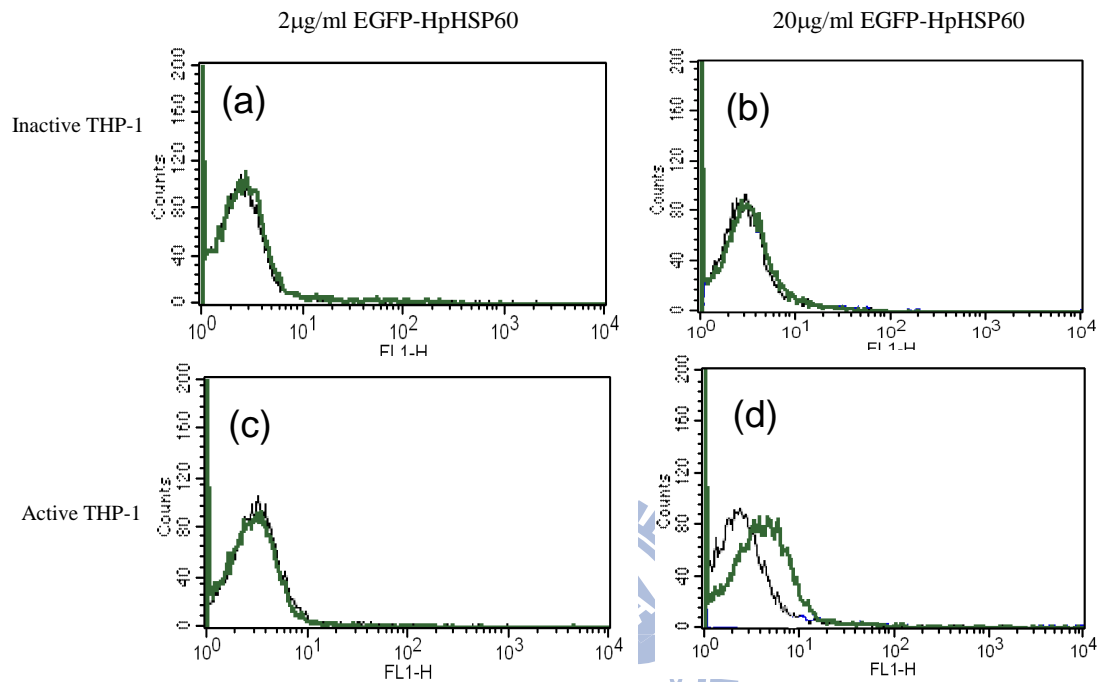 2μg/ml EGFP-HpHSP60
20μg/ml EGFP-HpHSP60
Inactive THP-1
(a)
Counts
0 40 80 120 160 200
10^0 10^1 10^2 10^3 10^4
FL1-H
(b)
Counts
0 40 80 120 160 200
10^0 10^1 10^2 10^3 10^4
FL1-H
Active THP-1
(c)
Counts
0 40 80 120 160 200
10^0 10^1 10^2 10^3 10^4
FL1-H
(d)
Counts
0 40 80 120 160 200
10^0 10^1 10^2 10^3 10^4
FL1-H